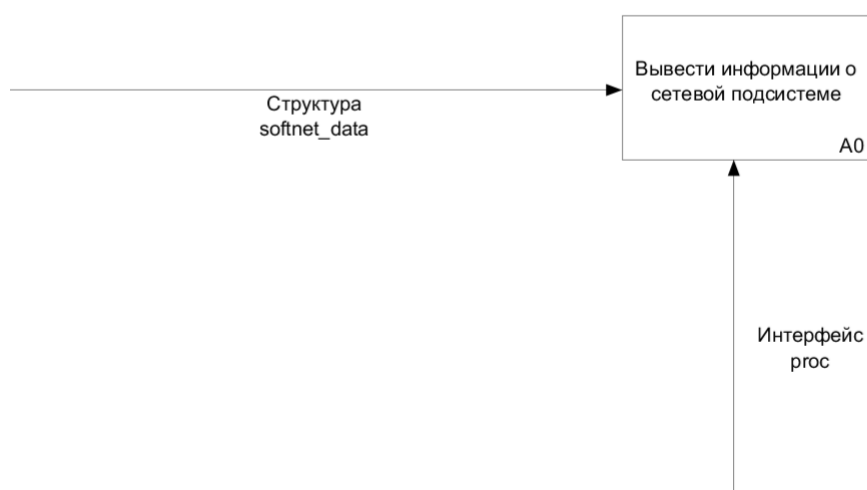 Вывести информации о
сетевой подсистеме
Структура
softnet_data
A0
Интерфейс
proc